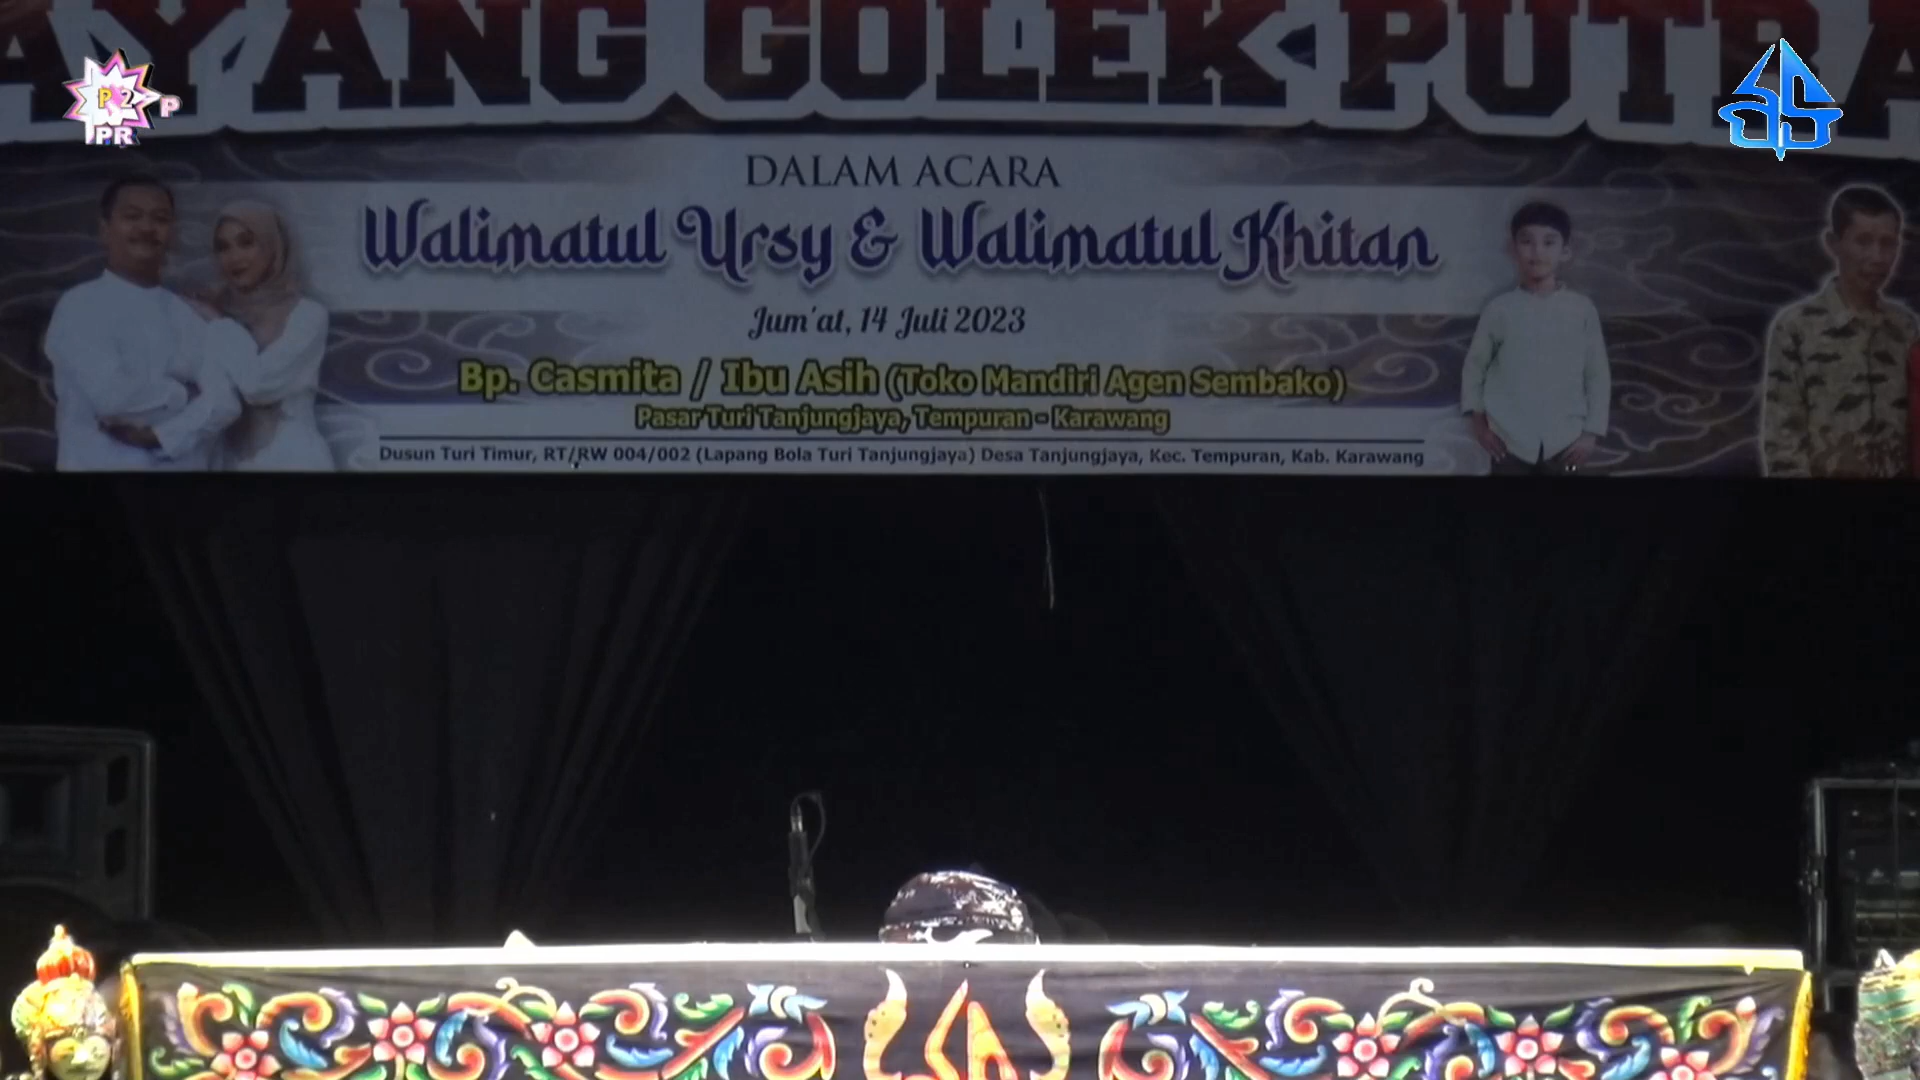 AYANG GOLEK PUTRA
DALAM ACARA
Walimatul Ursy & Walimatul Khitan
Jum'at, 14 Juli 2023
Bp. Casmita / Ibu Asih (Toko Mandiri Agen Sembako)
Pasar Turi Tanjungjaya, Tempuran - Karawang
Dusun Turi Timur, RT/RW 004/002 (Lapang Bola Turi Tanjungjaya) Desa Tanjungjaya, Kec. Tempuran, Kab. Karawang